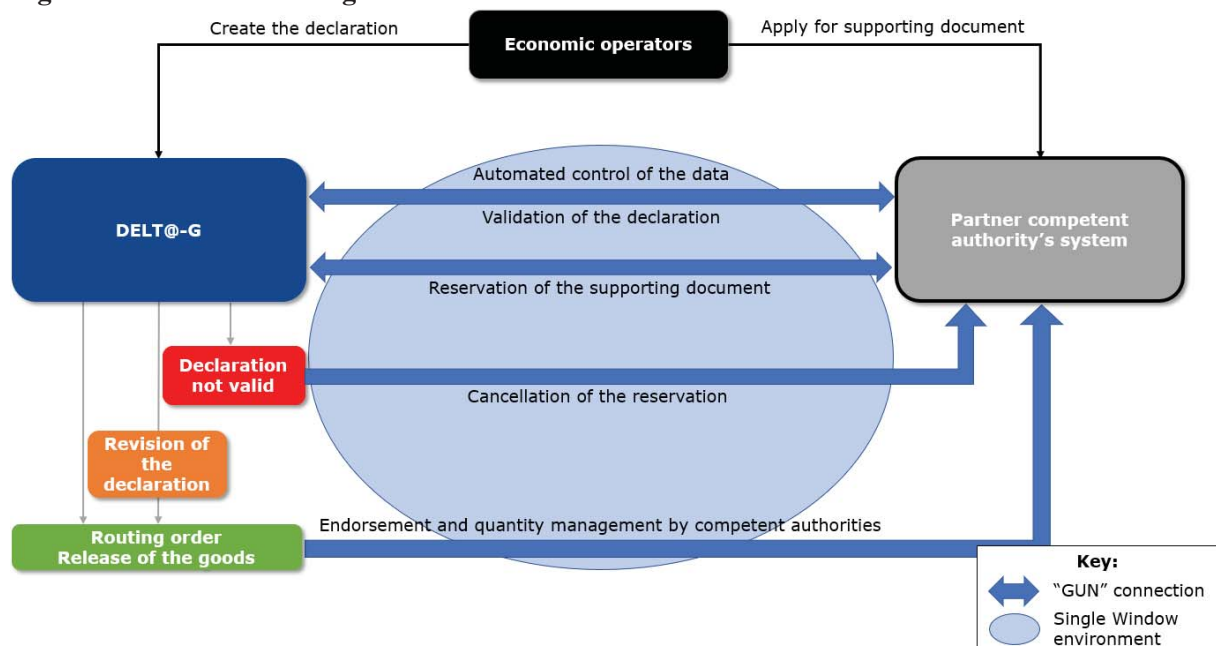 Create the declaration
Economic operators
Apply for supporting document
DELT@-G
Automated control of the data
Validation of the declaration
Reservation of the supporting document
Partner competent
authority's system
Declaration
not valid
Cancellation of the reservation
Revision of
the
declaration
Routing order
Release of the goods
Endorsement and quantity management by competent authorities
Key:
"GUN" connection
Single Window
environment